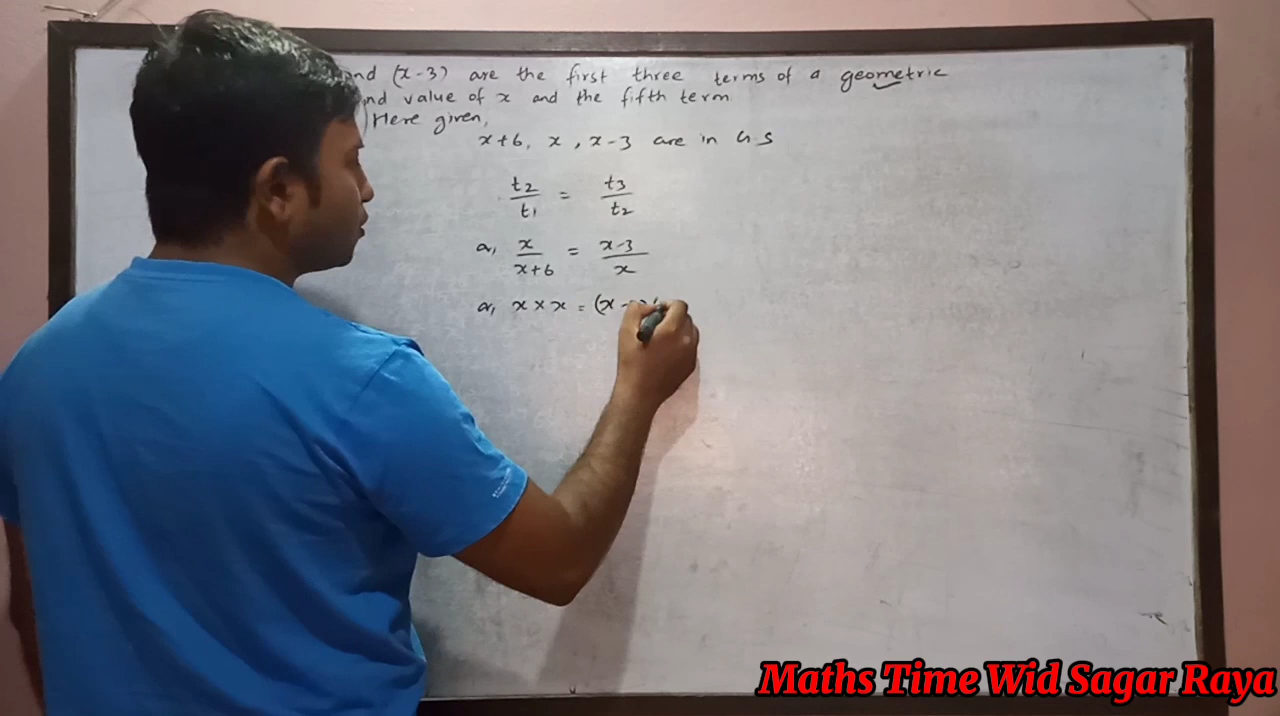 nd (x-3) are the first three terms of a geometric
nd value of x and the fifth term.
Here given,
x+6, x, x-3 are in G.S
t2/t1 = t3/t2
or, x/x+6 = x-3/x
or, x × x = (x-
Maths Time Wid Sagar Raya